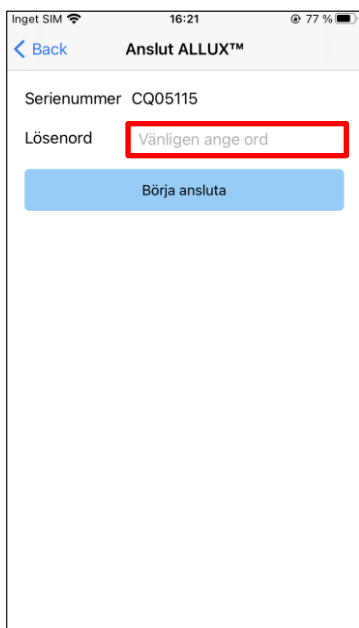 Inget SIM 16:21 77 %
Back Anslut ALLUX™
Serienummer CQ05115
Lösenord Vänligen ange ord
Börja ansluta